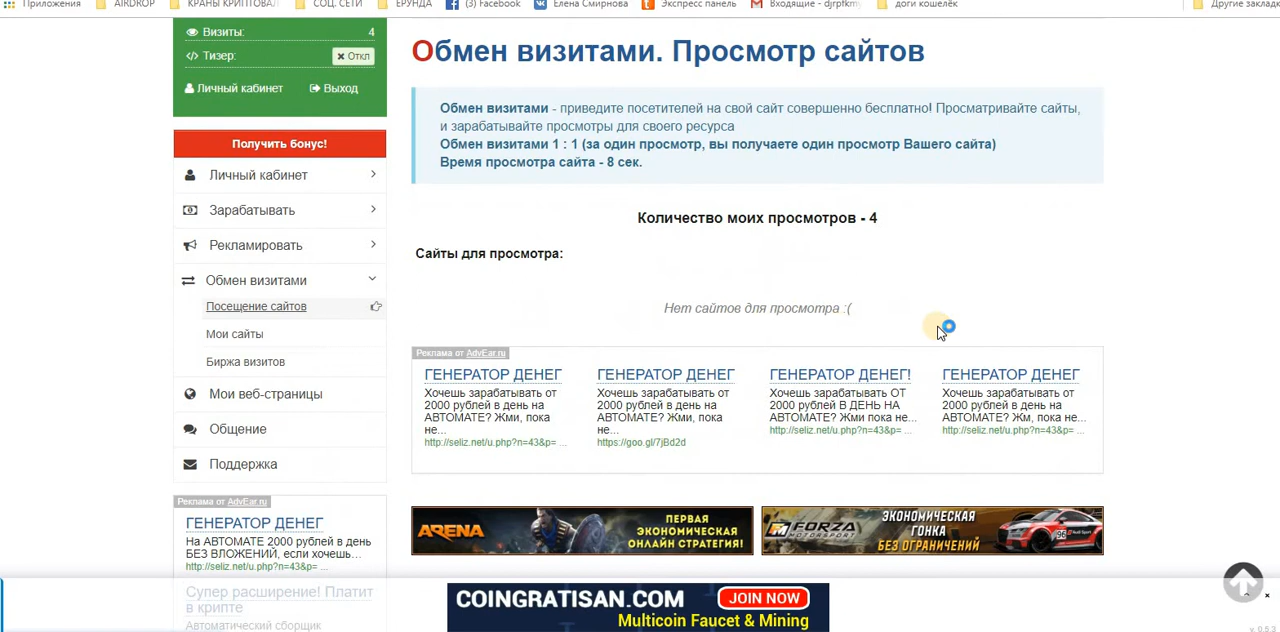 Приложения AIRDROP КРАНЫ КРИПТОВАЛ СОЦ. СЕТИ ЕРУНДА (3) Facebook Елена Смирнова Экспресс панель Входящие - djrpfkmy доги кошелёк Другие закладк
Визиты: 4
Тизер: Откл
Личный кабинет Выход
Получить бонус!
Личный кабинет
Зарабатывать
Рекламировать
Обмен визитами
Посещение сайтов
Мои сайты
Биржа визитов
Мои веб-страницы
Общение
Поддержка
Реклама от AdvEar.ru
ГЕНЕРАТОР ДЕНЕГ
На АВТОМАТЕ 2000 рублей в день
БЕЗ ВЛОЖЕНИЙ, если хочешь...
http://seliz.net/u.php?n=43&p= ...
Супер расширение! Платит
в крипте
Автоматический сборщик
Обмен визитами. Просмотр сайтов
Обмен визитами - приведите посетителей на свой сайт совершенно бесплатно! Просматривайте сайты,
и зарабатывайте просмотры для своего ресурса
Обмен визитами 1 : 1 (за один просмотр, вы получаете один просмотр Вашего сайта)
Время просмотра сайта - 8 сек.
Количество моих просмотров - 4
Сайты для просмотра:
Нет сайтов для просмотра :(
Реклама от AdvEar.ru
ГЕНЕРАТОР ДЕНЕГ
Хочешь зарабатывать от
2000 рублей в день на
АВТОМАТЕ? Жми, пока
не...
http://seliz.net/u.php?n=43&p= ...
ГЕНЕРАТОР ДЕНЕГ
Хочешь зарабатывать от
2000 рублей в день на
АВТОМАТЕ? Жми, пока
не...
https://goo.gl/7jBd2d
ГЕНЕРАТОР ДЕНЕГ!
Хочешь зарабатывать ОТ
2000 рублей В ДЕНЬ НА
АВТОМАТЕ? Жми пока не...
http://seliz.net/u.php?n=43&p= ...
ГЕНЕРАТОР ДЕНЕГ
Хочешь зарабатывать от
2000 рублей в день на
АВТОМАТЕ? Жм, пока не...
http://seliz.net/u.php?n=43&p= ...
ARENA
ПЕРВАЯ
ЭКОНОМИЧЕСКАЯ
ОНЛАЙН СТРАТЕГИЯ!
FORZA
MOTORSPORT
ЭКОНОМИЧЕСКАЯ
ГОНКА
БЕЗ ОГРАНИЧЕНИЙ
COINGRATISAN.COM JOIN NOW
Multicoin Faucet & Mining
v. 0.5.3